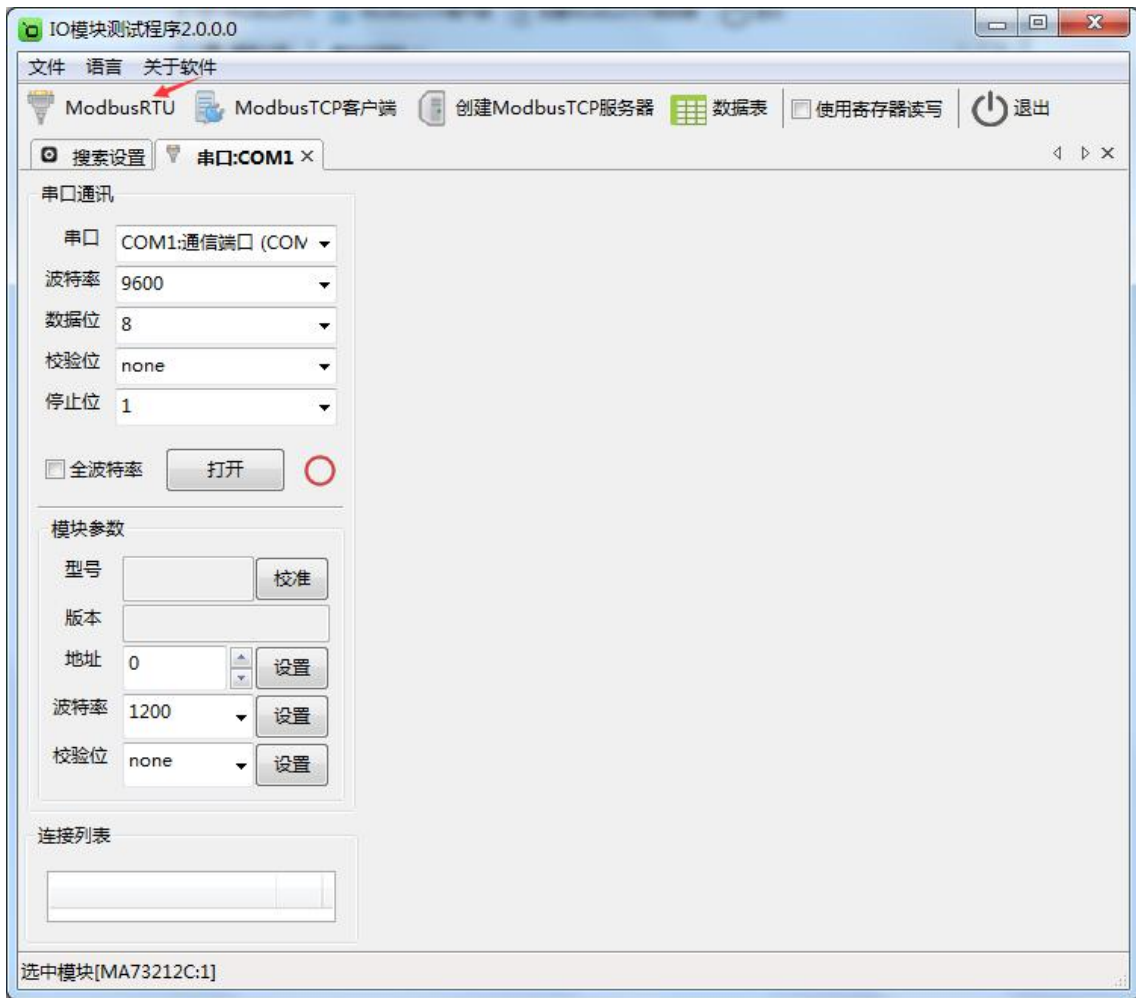 IO模块测试程序2.0.0.0
文件 语言 关于软件
ModbusRTU ModbusTCP客户端 创建ModbusTCP服务器 数据表 使用寄存器读写 退出
搜素设置 串口:COM1
串口通讯
串口 COM1:通信端口 (COM
波特率 9600
数据位 8
校验位 none
停止位 1
全波特率 打开
模块参数
型号 校准
版本
地址 0 设置
波特率 1200 设置
校验位 none 设置
连接列表
选中模块[MA73212C:1]